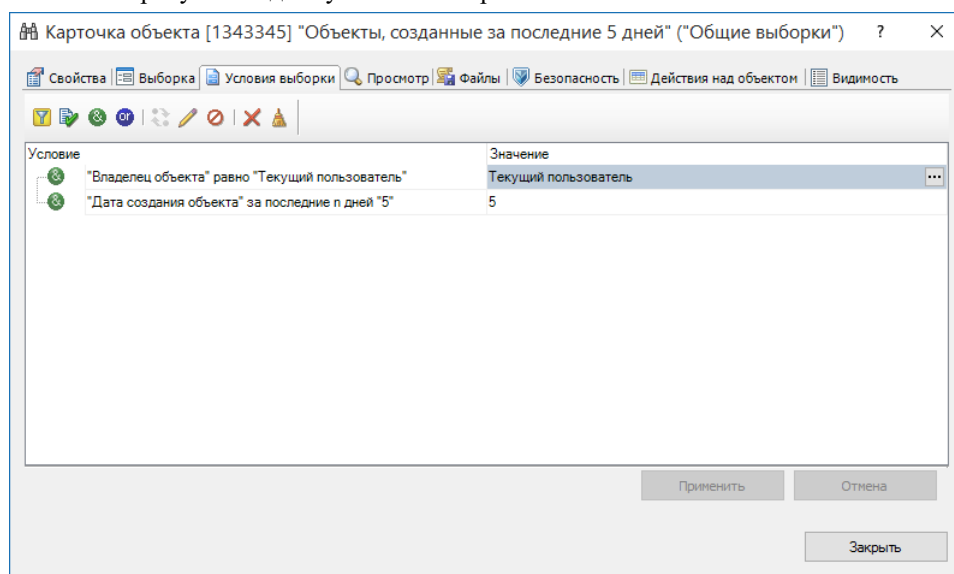 Карточка объекта [1343345] "Объекты, созданные за последние 5 дней" ("Общие выборки") ? ×
Свойства Выборка Условия выборки Просмотр Файлы Безопасность Действия над объектом Видимость
& or
Условие Значение
& "Владелец объекта" равно "Текущий пользователь" Текущий пользователь ...
& "Дата создания объекта" за последние n дней "5" 5
Применить Отмена
Закрыть